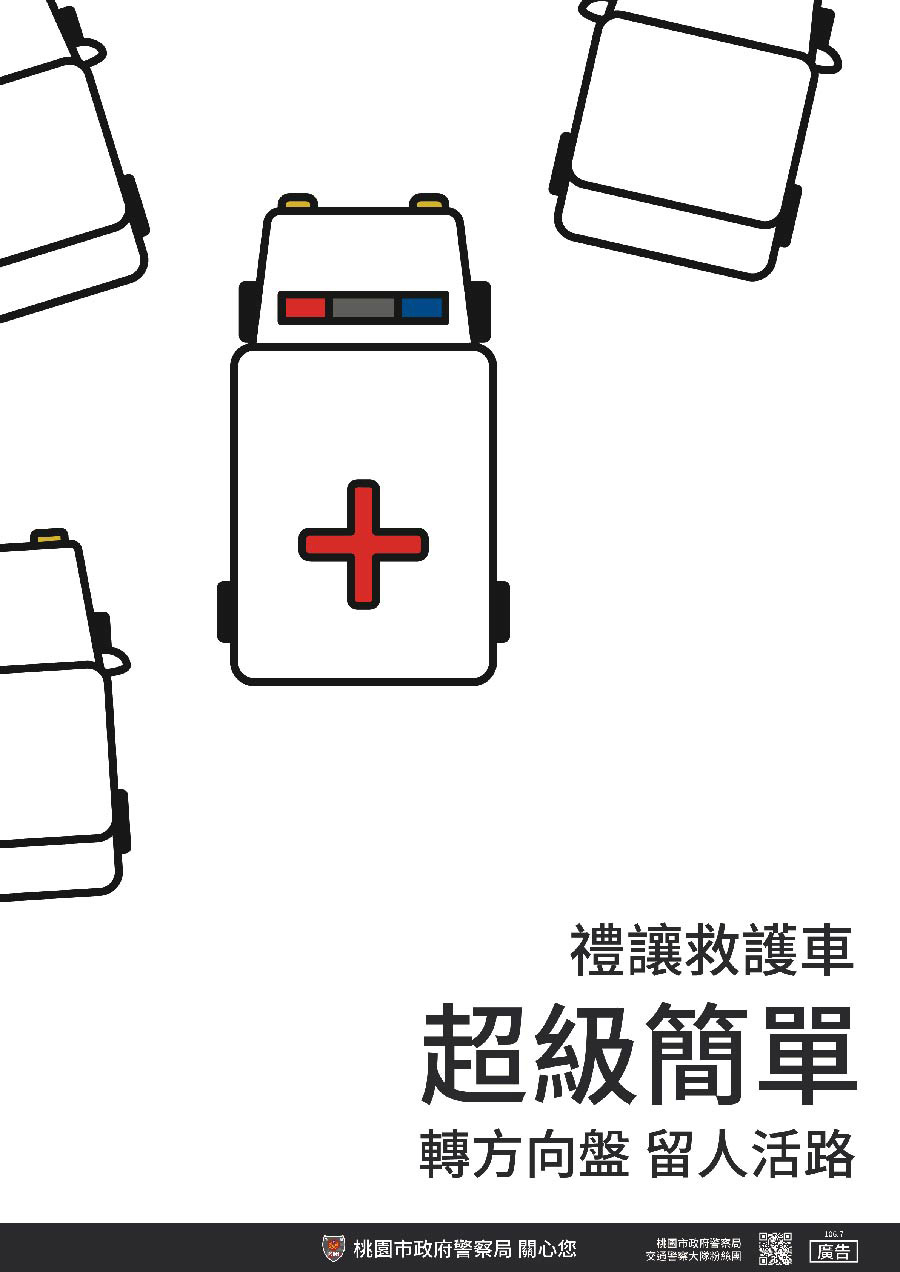 禮讓救護車
超級簡單
轉方向盤 留人活路
桃園市政府警察局 關心您
桃園市政府警察局
交通警察大隊粉絲團
106.7
廣告